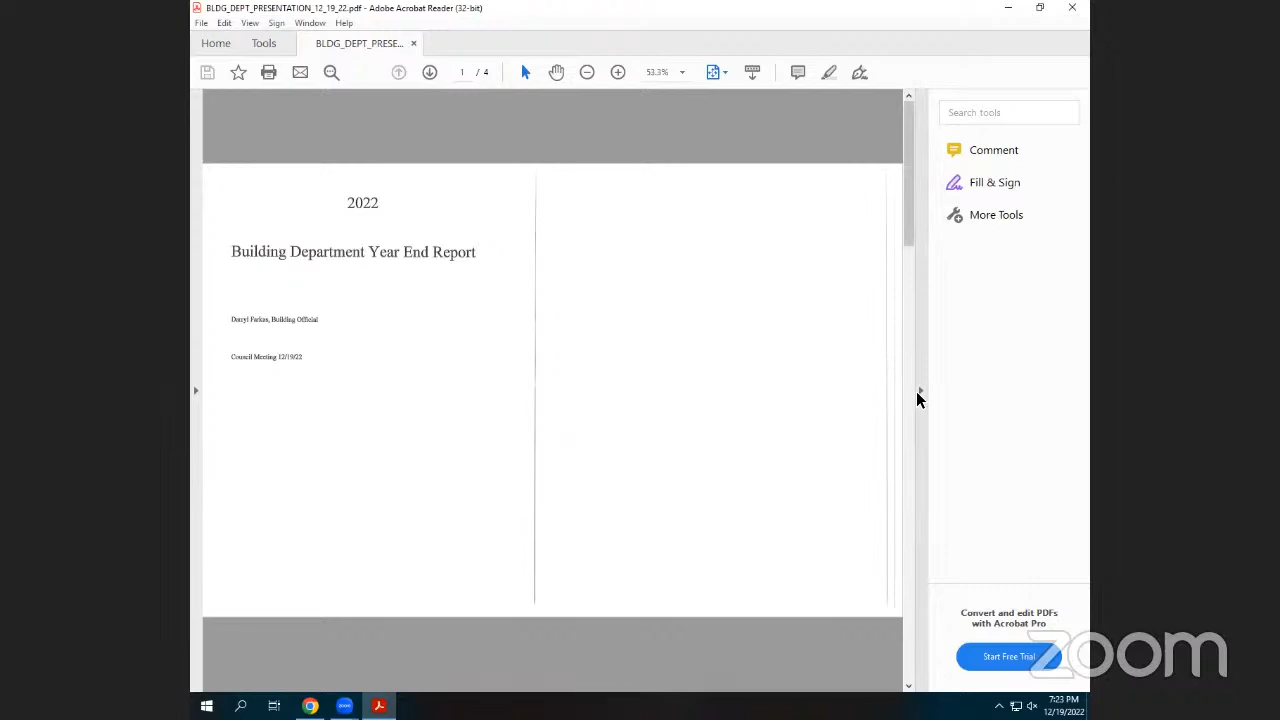 BLDG_DEPT_PRESENTATION_12_19_22.pdf - Adobe Acrobat Reader (32-bit)
File Edit View Sign Window Help
Home Tools BLDG_DEPT_PRESE...
1 / 4 53.3%
Search tools
Comment
Fill & Sign
More Tools
2022
Building Department Year End Report
Darryl Farkas, Building Official
Council Meeting 12/19/22
Convert and edit PDFs
with Acrobat Pro
Start Free Trial
zoom
7:23 PM
12/19/2022